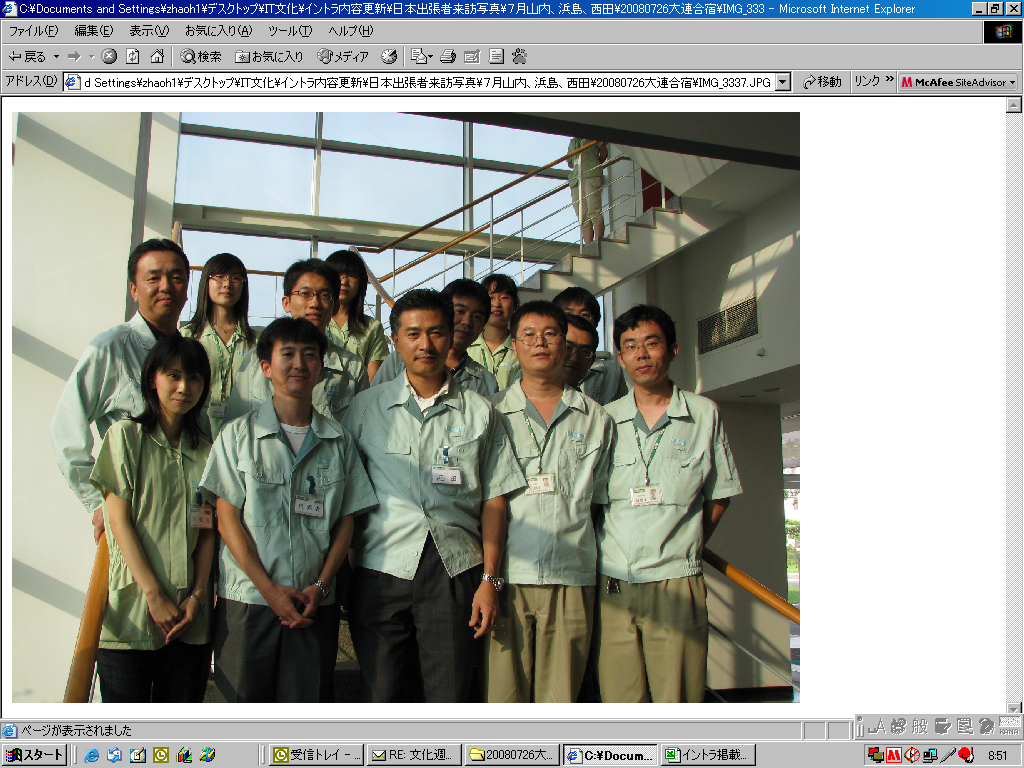 C:¥Documents and Settings¥zhaoh1¥デスクトップ¥IT文化¥イントラ内容更新¥日本出張者来訪写真¥７月山内、浜島、西田¥20080726大連合宿¥IMG_333 - Microsoft Internet Explorer
ファイル(F) 編集(E) 表示(V) お気に入り(A) ツール(T) ヘルプ(H)
戻る 検索 お気に入り メディア
アドレス(D) d Settings¥zhaoh1¥デスクトップ¥IT文化¥イントラ内容更新¥日本出張者来訪写真¥７月山内、浜島、西田¥20080726大連合宿¥IMG_3337.JPG 移動 リンク » McAfee SiteAdvisor
ページが表示されました
A 般 KANA
スタート 受信トレイ - ... RE: 文化週... 20080726大... C:¥Docum... イントラ掲載... 8:51